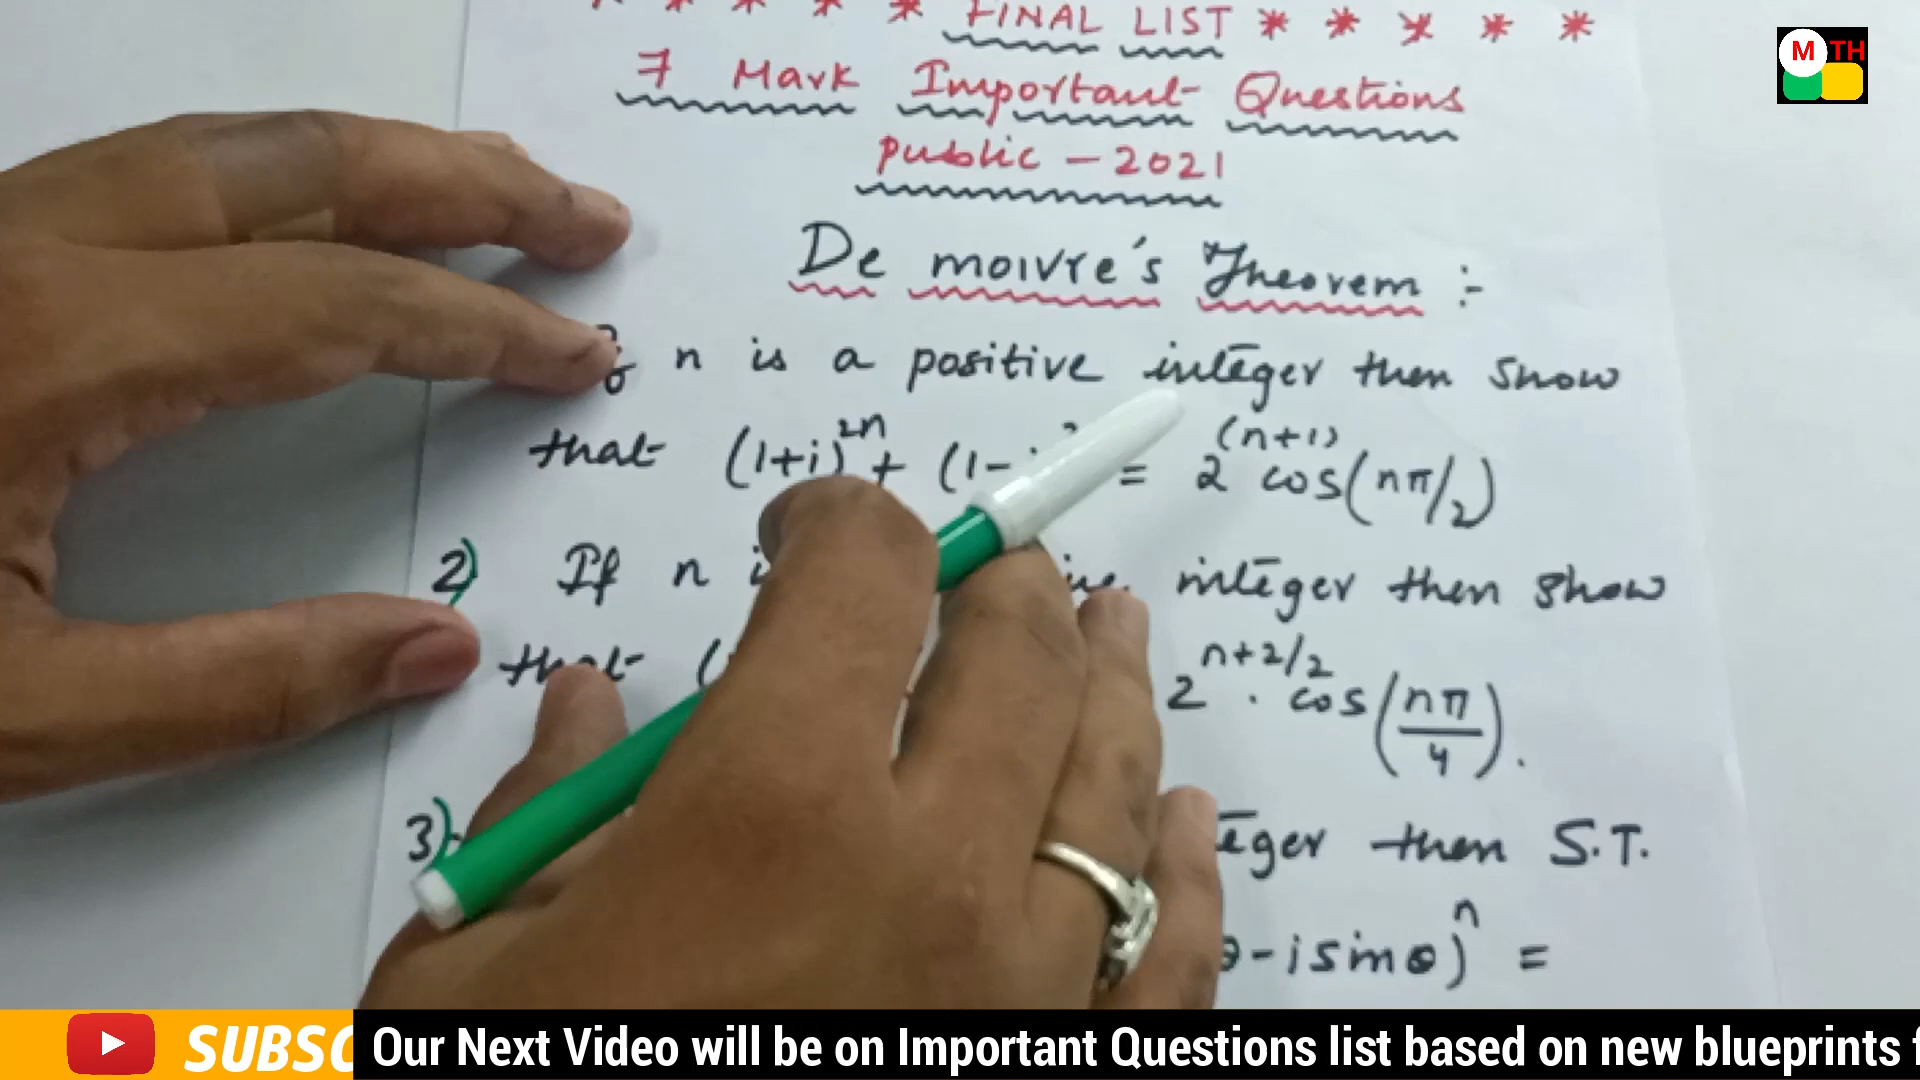 * * * * * FINAL LIST * * * * *
M TH
7 Mark Important Questions
Public - 2021
De moivre's Theorem :-
n is a positive integer then show
that (1+i)^2n + (1- = 2^(n+1) cos(nπ/2)
2) If n integer then show
that ( 2^n+2/2 . cos(nπ/4).
3) then S.T.
-isinθ)^n =
SUBSC Our Next Video will be on Important Questions list based on new blueprints